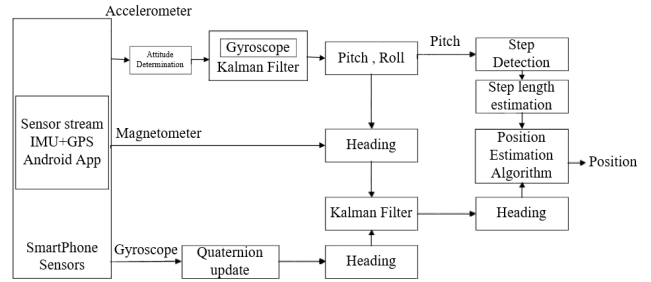 Accelerometer
Attitude
Determination
Gyroscope
Kalman Filter
Pitch , Roll
Pitch
Step
Detection
Step length
estimation
Sensor stream
IMU+GPS
Android App
Magnetometer
Heading
Position
Estimation
Algorithm
Position
Kalman Filter
Heading
SmartPhone
Sensors
Gyroscope
Quaternion
update
Heading